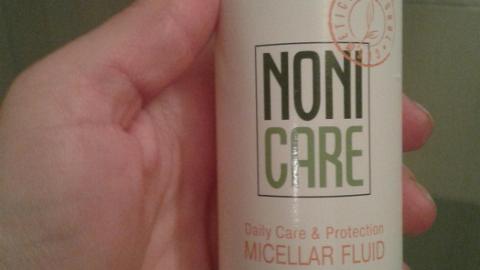 NONI
CARE
Daily Care & Protection
MICELLAR FLUID